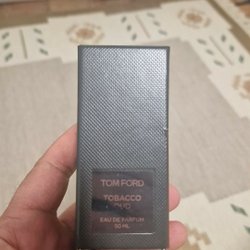 TOM FORD
TOBACCO
OUD
EAU DE PARFUM
50 ML